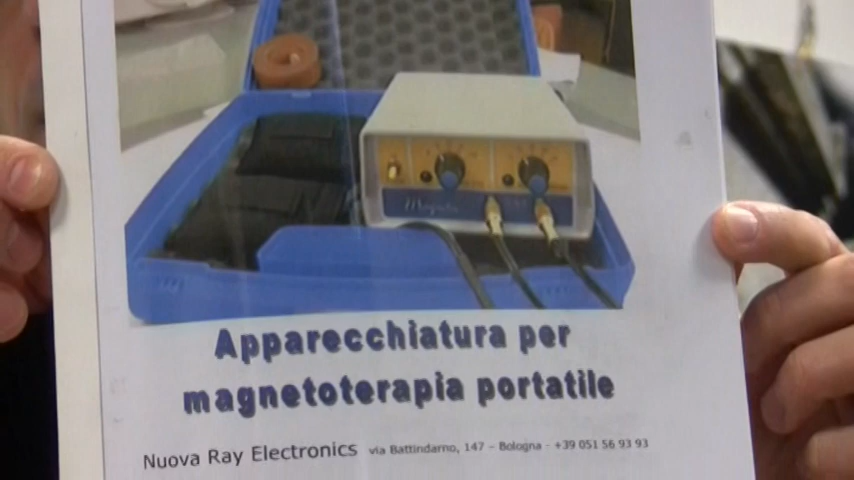 Apparecchiatura per
magnetoterapia portatile
Nuova Ray Electronics via Battindarno, 147 – Bologna - +39 051 56 93 93